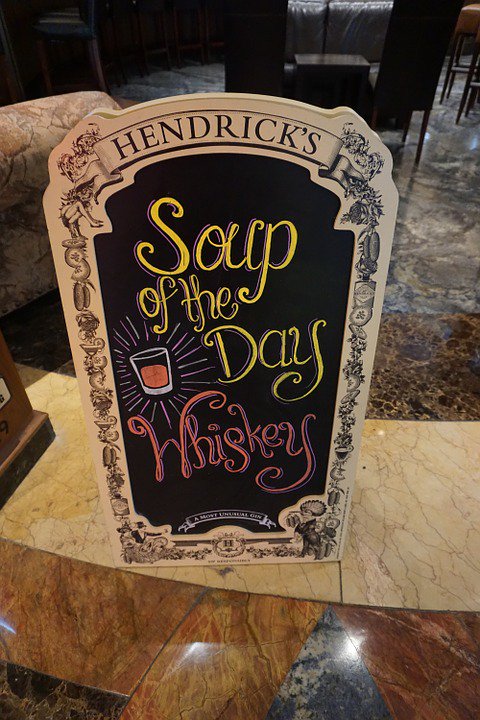 HENDRICK'S
Soup
of the
Day
Whiskey
A MOST UNUSUAL GIN
H